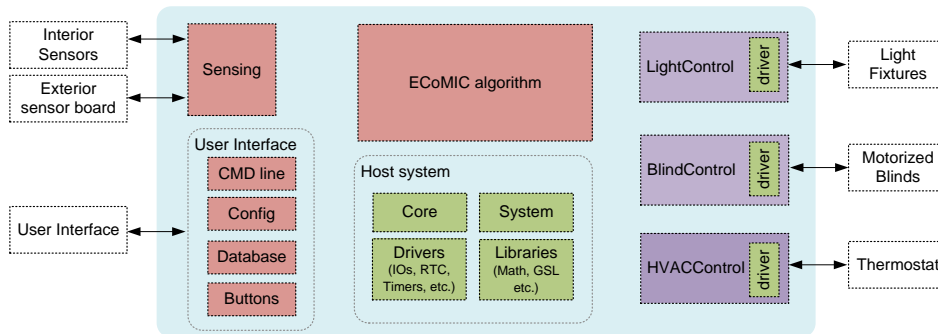 Interior
Sensors
Exterior
sensor board
User Interface
Sensing
User Interface
CMD line
Config
Database
Buttons
ECoMIC algorithm
Host system
Core
System
Drivers
(IOs, RTC,
Timers, etc.)
Libraries
(Math, GSL
etc.)
LightControl
driver
BlindControl
driver
HVACControl
driver
Light
Fixtures
Motorized
Blinds
Thermostat